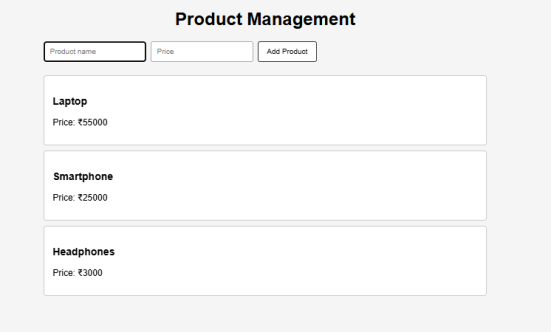 Product Management
Product name Price Add Product
Laptop
Price: ₹55000
Smartphone
Price: ₹25000
Headphones
Price: ₹3000